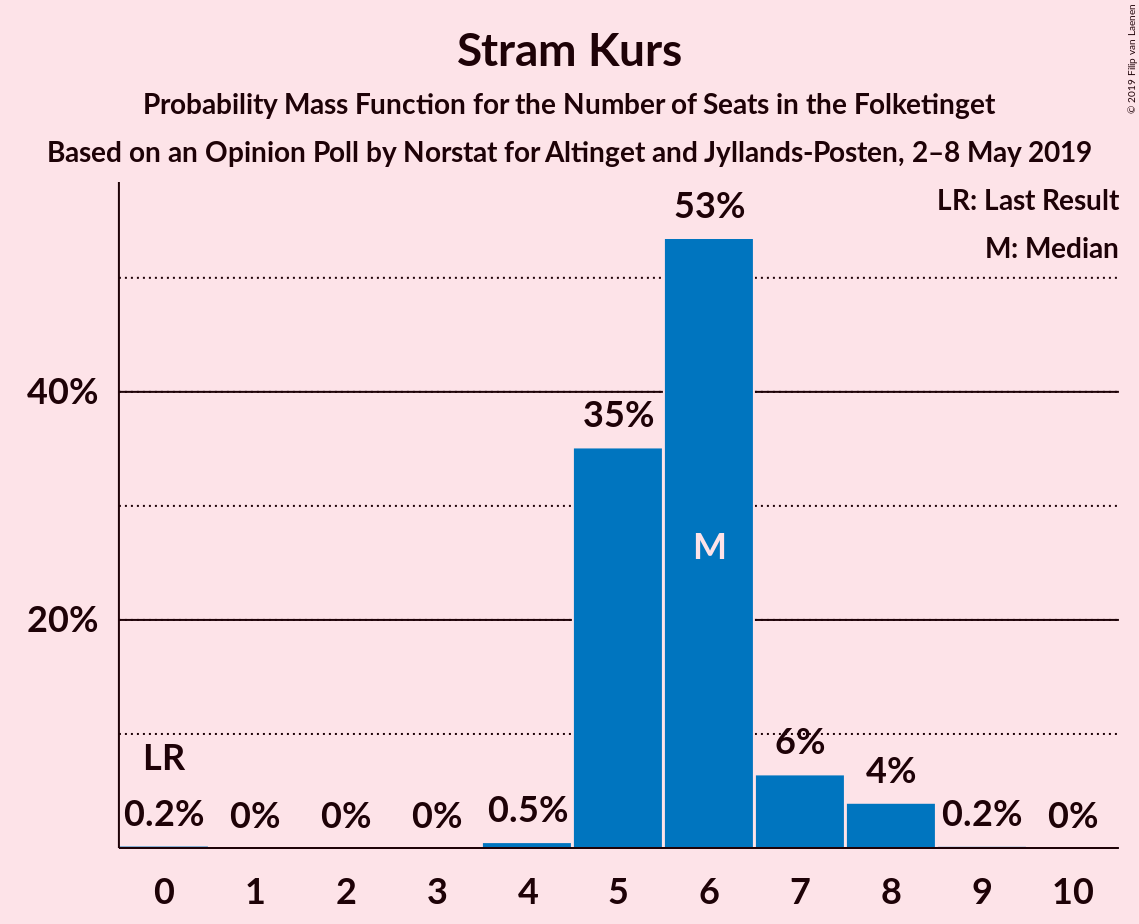 Stram Kurs
Probability Mass Function for the Number of Seats in the Folketinget
Based on an Opinion Poll by Norstat for Altinget and Jyllands-Posten, 2–8 May 2019
© 2019 Filip van Laenen
LR: Last Result
M: Median
53%
40%
35%
M
20%
6%
LR
4%
0.2% 0% 0% 0% 0.5% 0.2% 0%
0 1 2 3 4 5 6 7 8 9 10